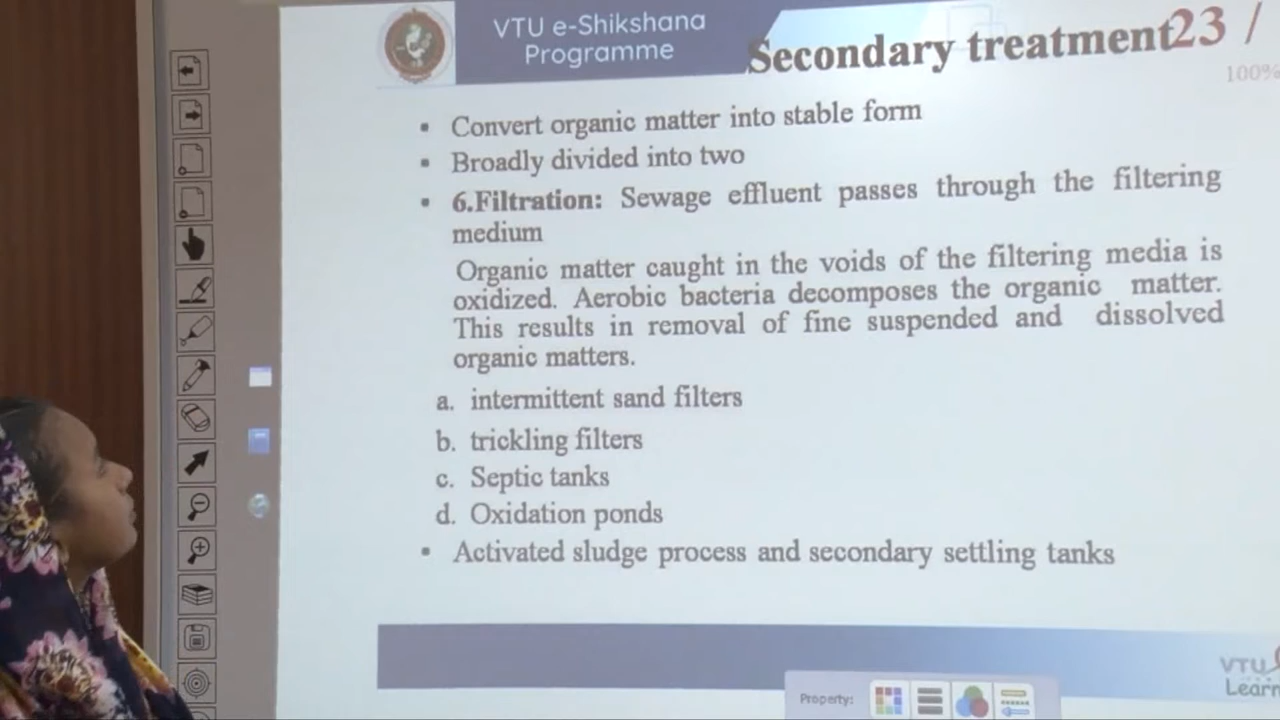 VTU e-Shikshana
Programme
Secondary treatment
23 /
100%
▪ Convert organic matter into stable form
▪ Broadly divided into two
▪ 6.Filtration: Sewage effluent passes through the filtering
medium
Organic matter caught in the voids of the filtering media is
oxidized. Aerobic bacteria decomposes the organic matter.
This results in removal of fine suspended and dissolved
organic matters.
a. intermittent sand filters
b. trickling filters
c. Septic tanks
d. Oxidation ponds
▪ Activated sludge process and secondary settling tanks
VTU
Learn
Property: